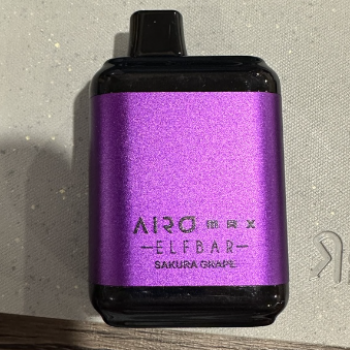 AIRO MAX
ELFBAR
SAKURA GRAPE